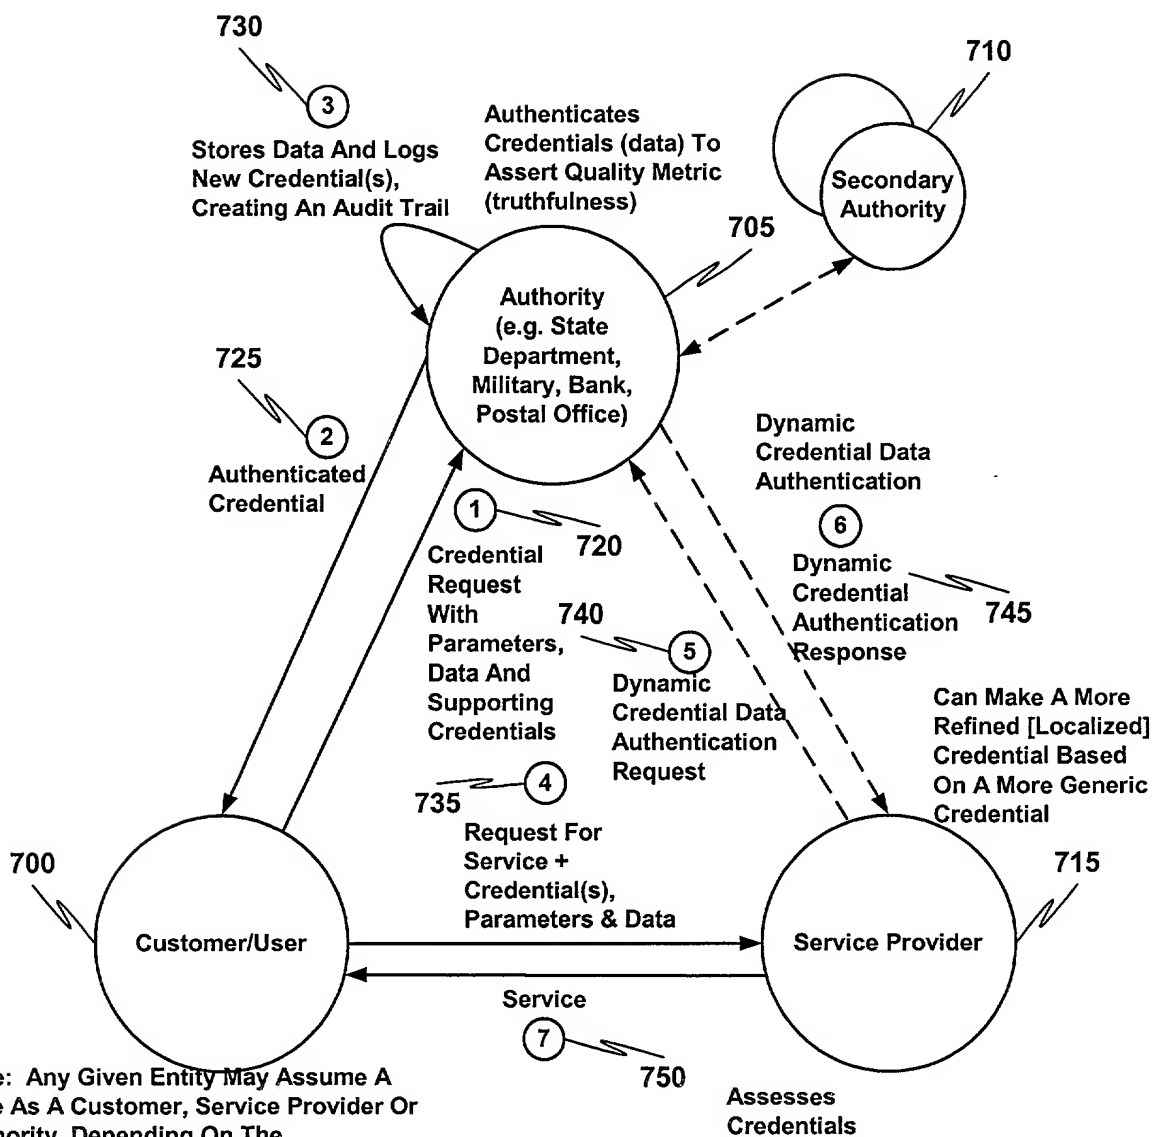 730
3
Stores Data And Logs
New Credential(s),
Creating An Audit Trail
Authenticates
Credentials (data) To
Assert Quality Metric
(truthfulness)
710
Secondary
Authority
705
Authority
(e.g. State
Department,
Military, Bank,
Postal Office)
725
2
Authenticated
Credential
1
720
Credential
Request
With
Parameters,
Data And
Supporting
Credentials
740
5
Dynamic
Credential Data
Authentication
Request
Dynamic
Credential Data
Authentication
6
Dynamic
Credential
Authentication
Response
745
Can Make A More
Refined [Localized]
Credential Based
On A More Generic
Credential
735
4
Request For
Service +
Credential(s),
Parameters & Data
700
Customer/User
715
Service Provider
Service
7
750
Any Given Entity May Assume A
As A Customer, Service Provider Or
Depending On The
Assesses
Credentials